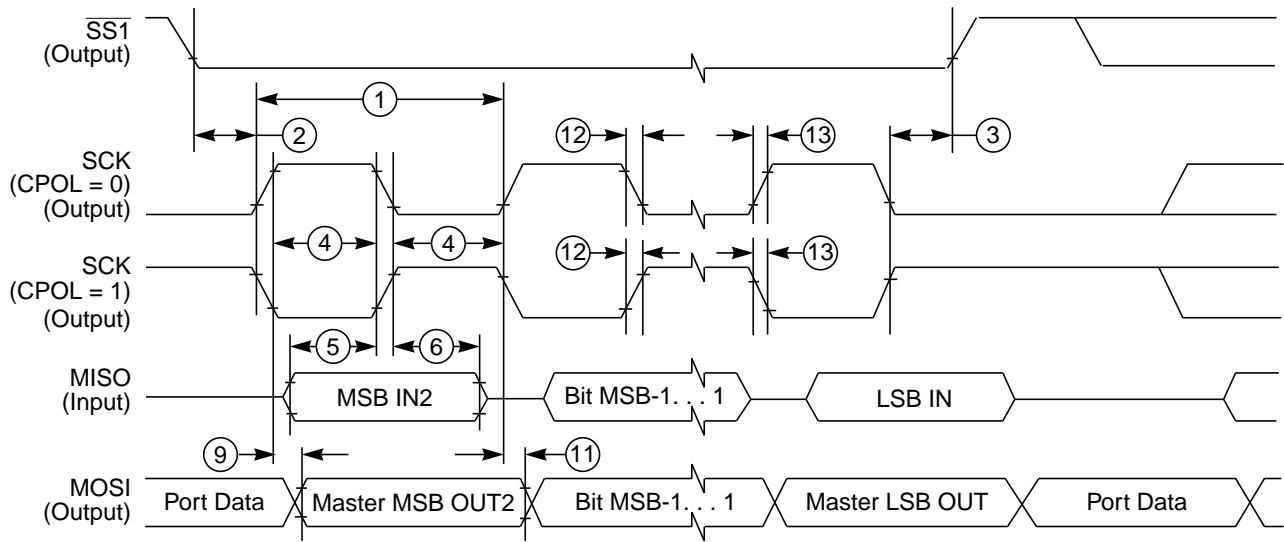 SS1
(Output)
1
2
12
13
3
SCK
(CPOL = 0)
(Output)
4
4
SCK
(CPOL = 1)
(Output)
12
13
5
6
MISO
(Input)
MSB IN2
Bit MSB-1. . . 1
LSB IN
9
11
MOSI
(Output)
Port Data
Master MSB OUT2
Bit MSB-1. . . 1
Master LSB OUT
Port Data